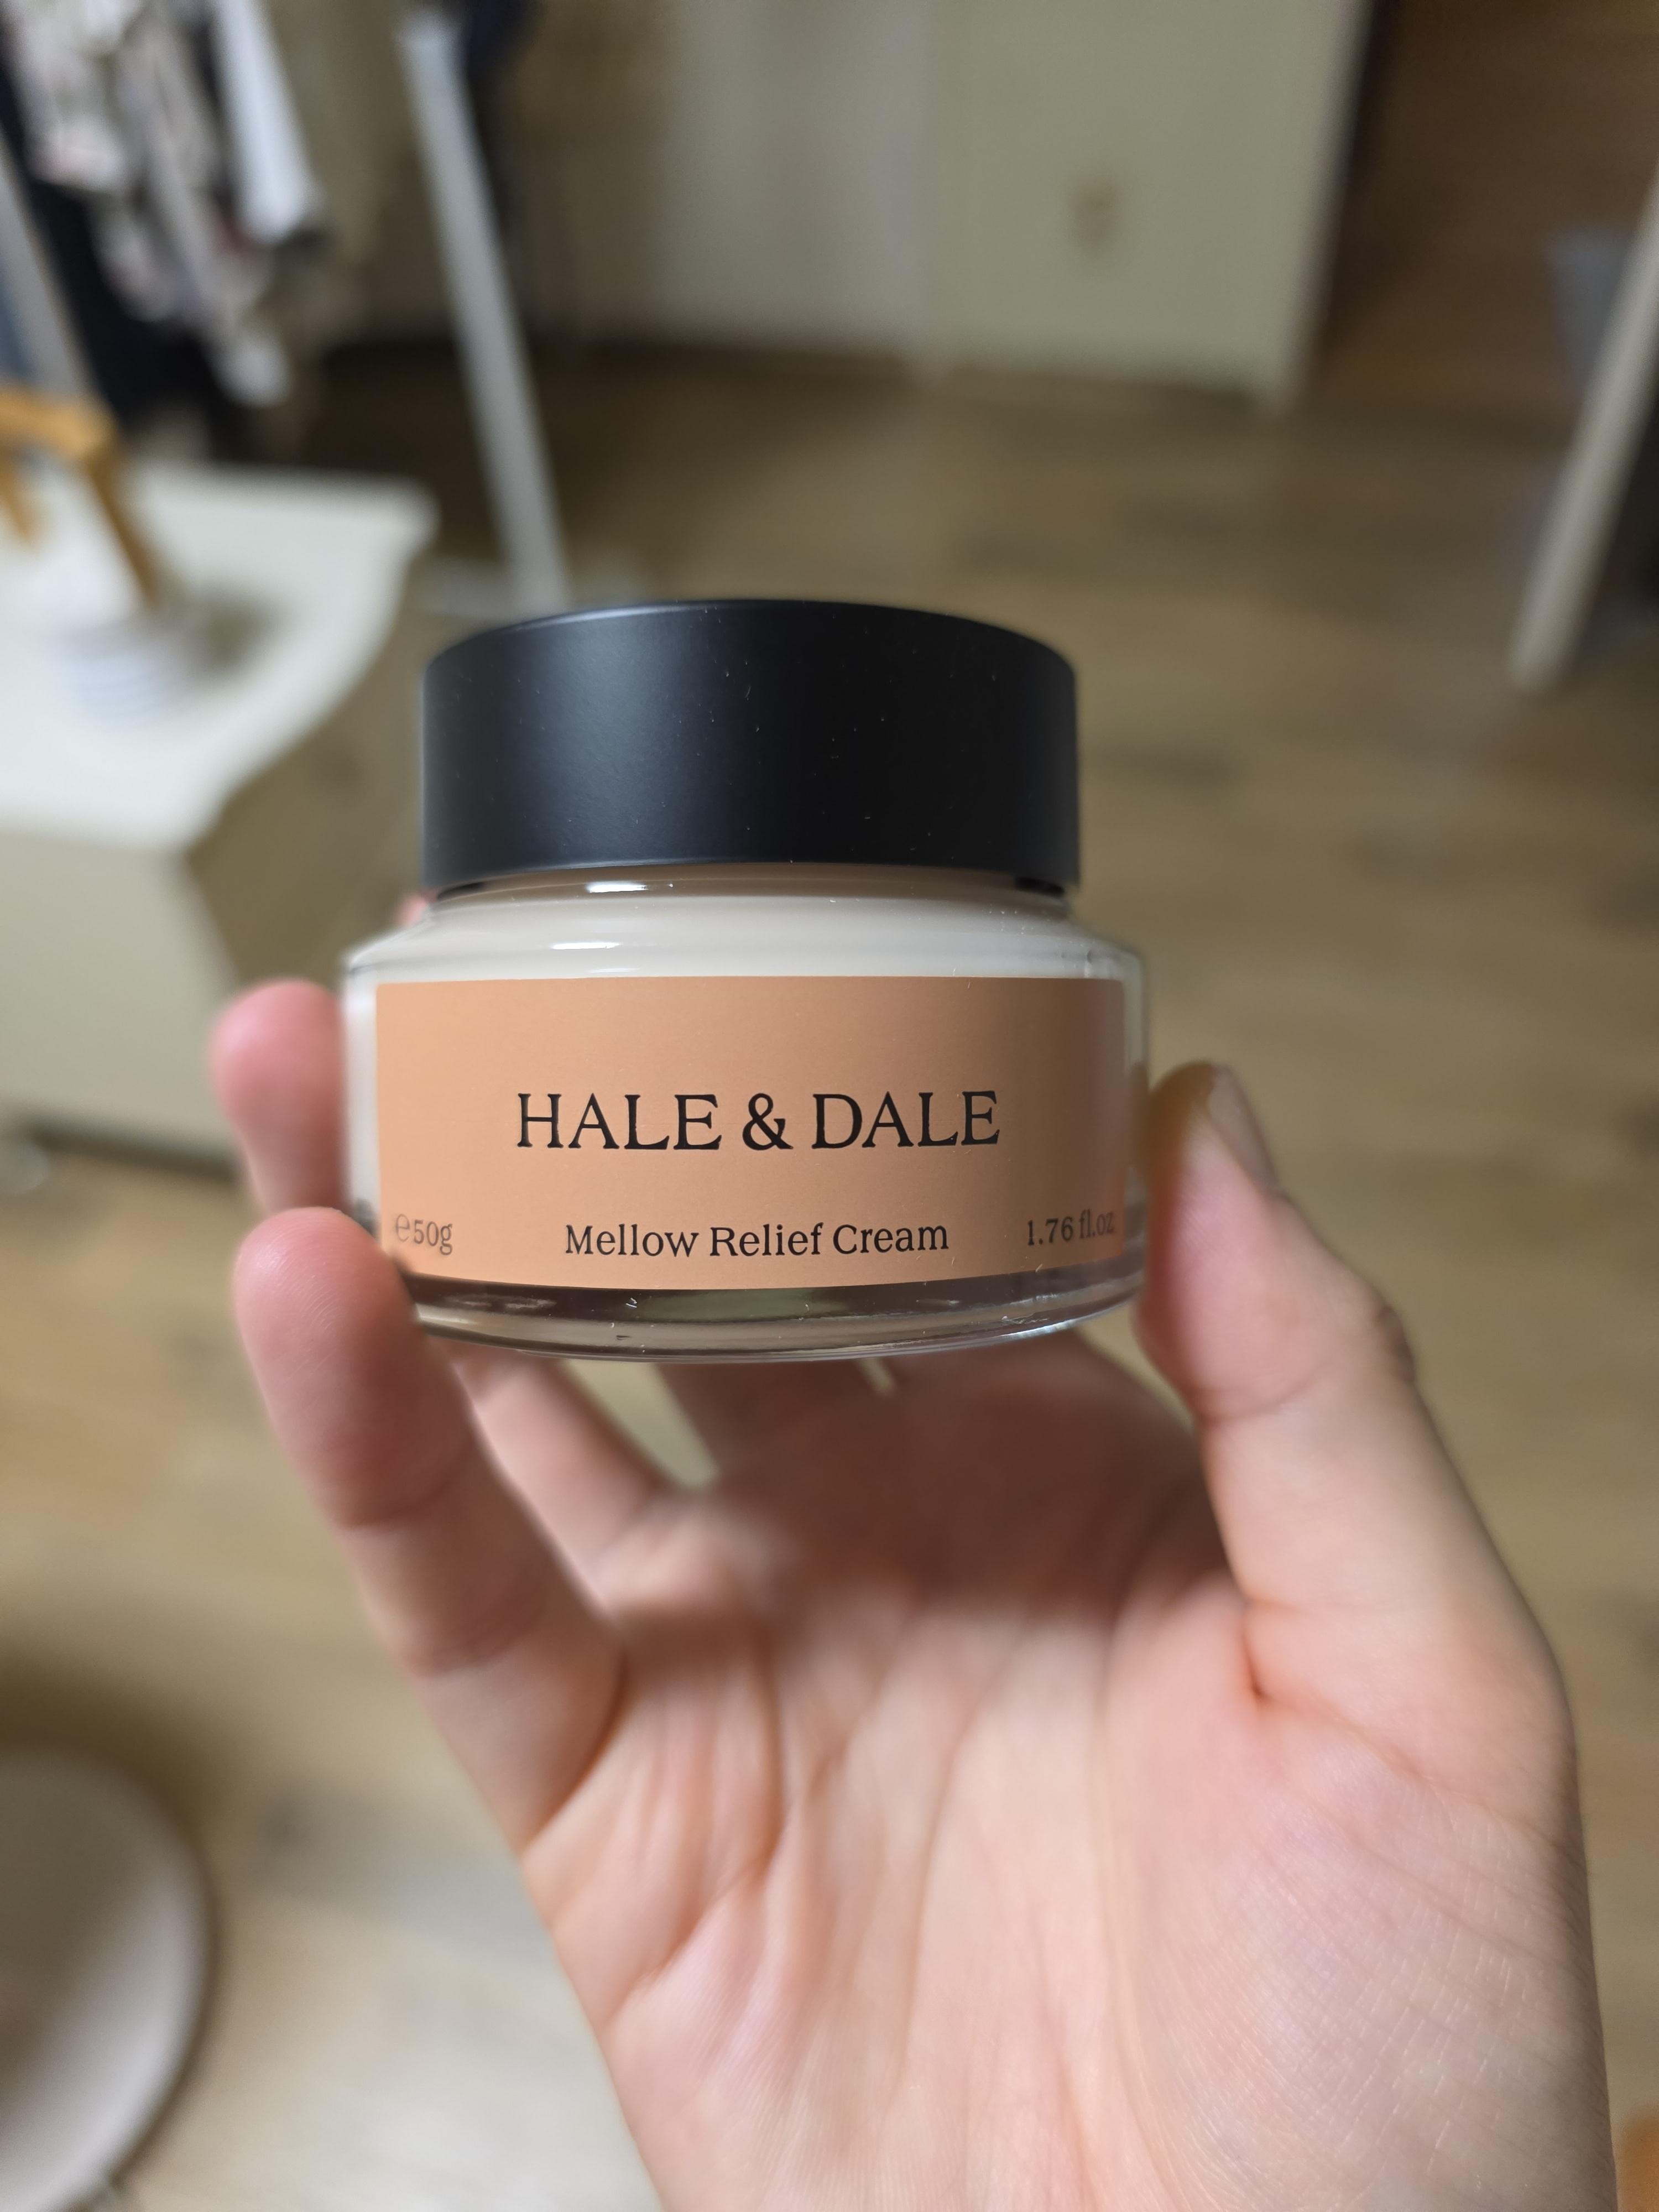 HALE & DALE
℮50g Mellow Relief Cream 1.76 fl.oz